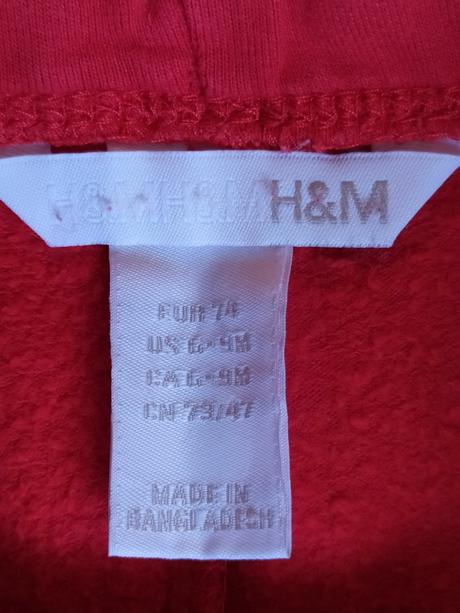 H&M H&M H&M
EUR 74
US 6-9M
CA 6-9M
CN 73/47
MADE IN
BANGLADESH